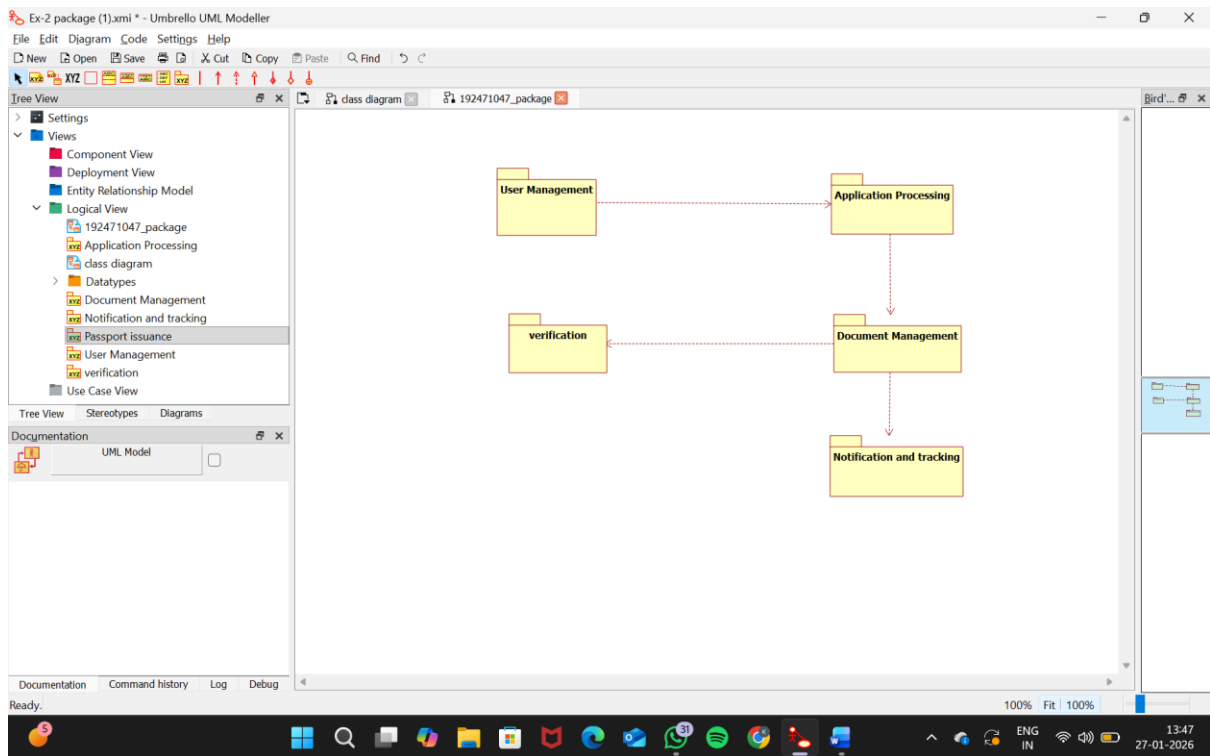 Ex-2 package (1).xmi * - Umbrello UML Modeller
File Edit Diagram Code Settings Help
New Open Save Cut Copy Paste Find
XYZ
Tree View
class diagram 192471047_package
Bird'...
Settings
Views
Component View
Deployment View
Entity Relationship Model
Logical View
192471047_package
Application Processing
class diagram
Datatypes
Document Management
Notification and tracking
Passport issuance
User Management
verification
Use Case View
Tree View Stereotypes Diagrams
Documentation
UML Model
User Management
Application Processing
verification
Document Management
Notification and tracking
Documentation Command history Log Debug
Ready.
100% Fit 100%
5
31
ENG
IN
13:47
27-01-2026